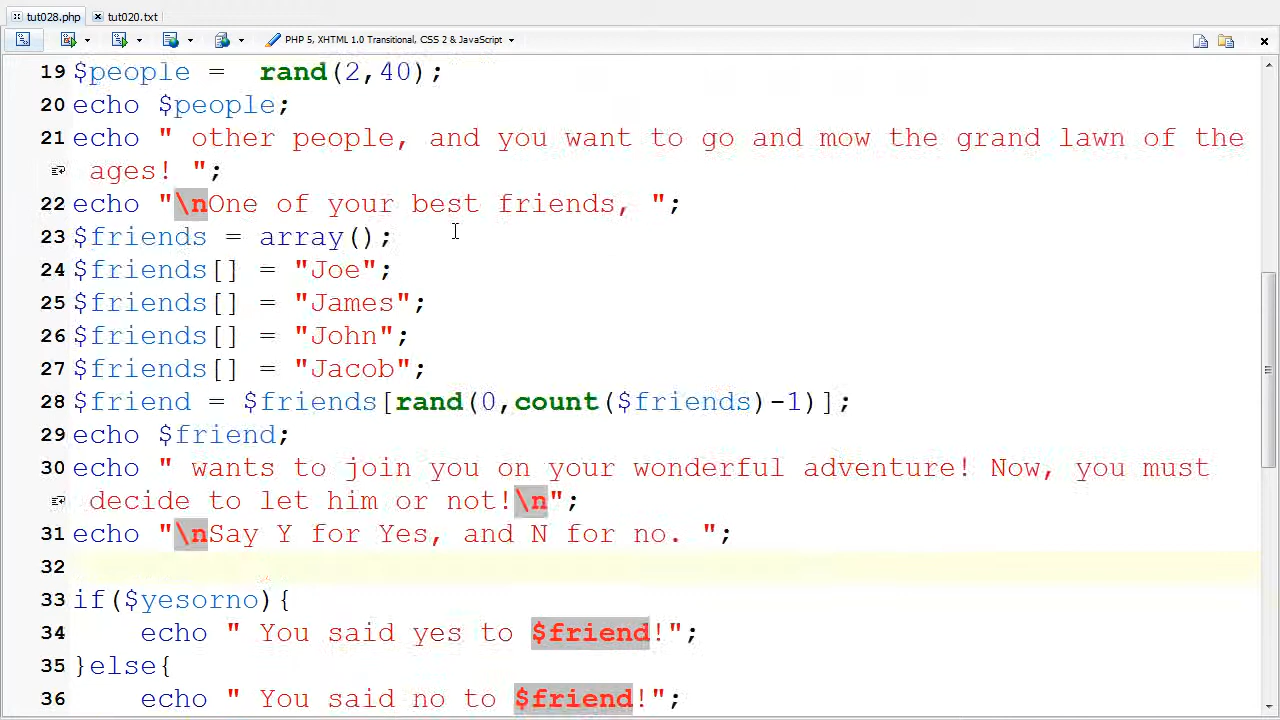 tut028.php tut020.txt
PHP 5, XHTML 1.0 Transitional, CSS 2 & JavaScript
19 $people =  rand(2,40);
20 echo $people;
21 echo " other people, and you want to go and mow the grand lawn of the
ages! ";
22 echo "\nOne of your best friends, ";
23 $friends = array();
24 $friends[] = "Joe";
25 $friends[] = "James";
26 $friends[] = "John";
27 $friends[] = "Jacob";
28 $friend = $friends[rand(0,count($friends)-1)];
29 echo $friend;
30 echo " wants to join you on your wonderful adventure! Now, you must
decide to let him or not!\n";
31 echo "\nSay Y for Yes, and N for no. ";
32
33 if($yesorno){
34     echo " You said yes to $friend!";
35 }else{
36     echo " You said no to $friend!";